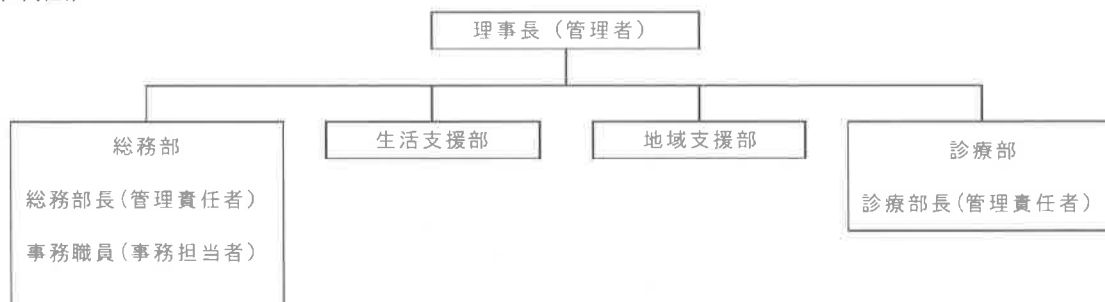 理事長（管理者）
総務部
総務部長（管理責任者）
事務職員（事務担当者）
生活支援部
地域支援部
診療部
診療部長（管理責任者）